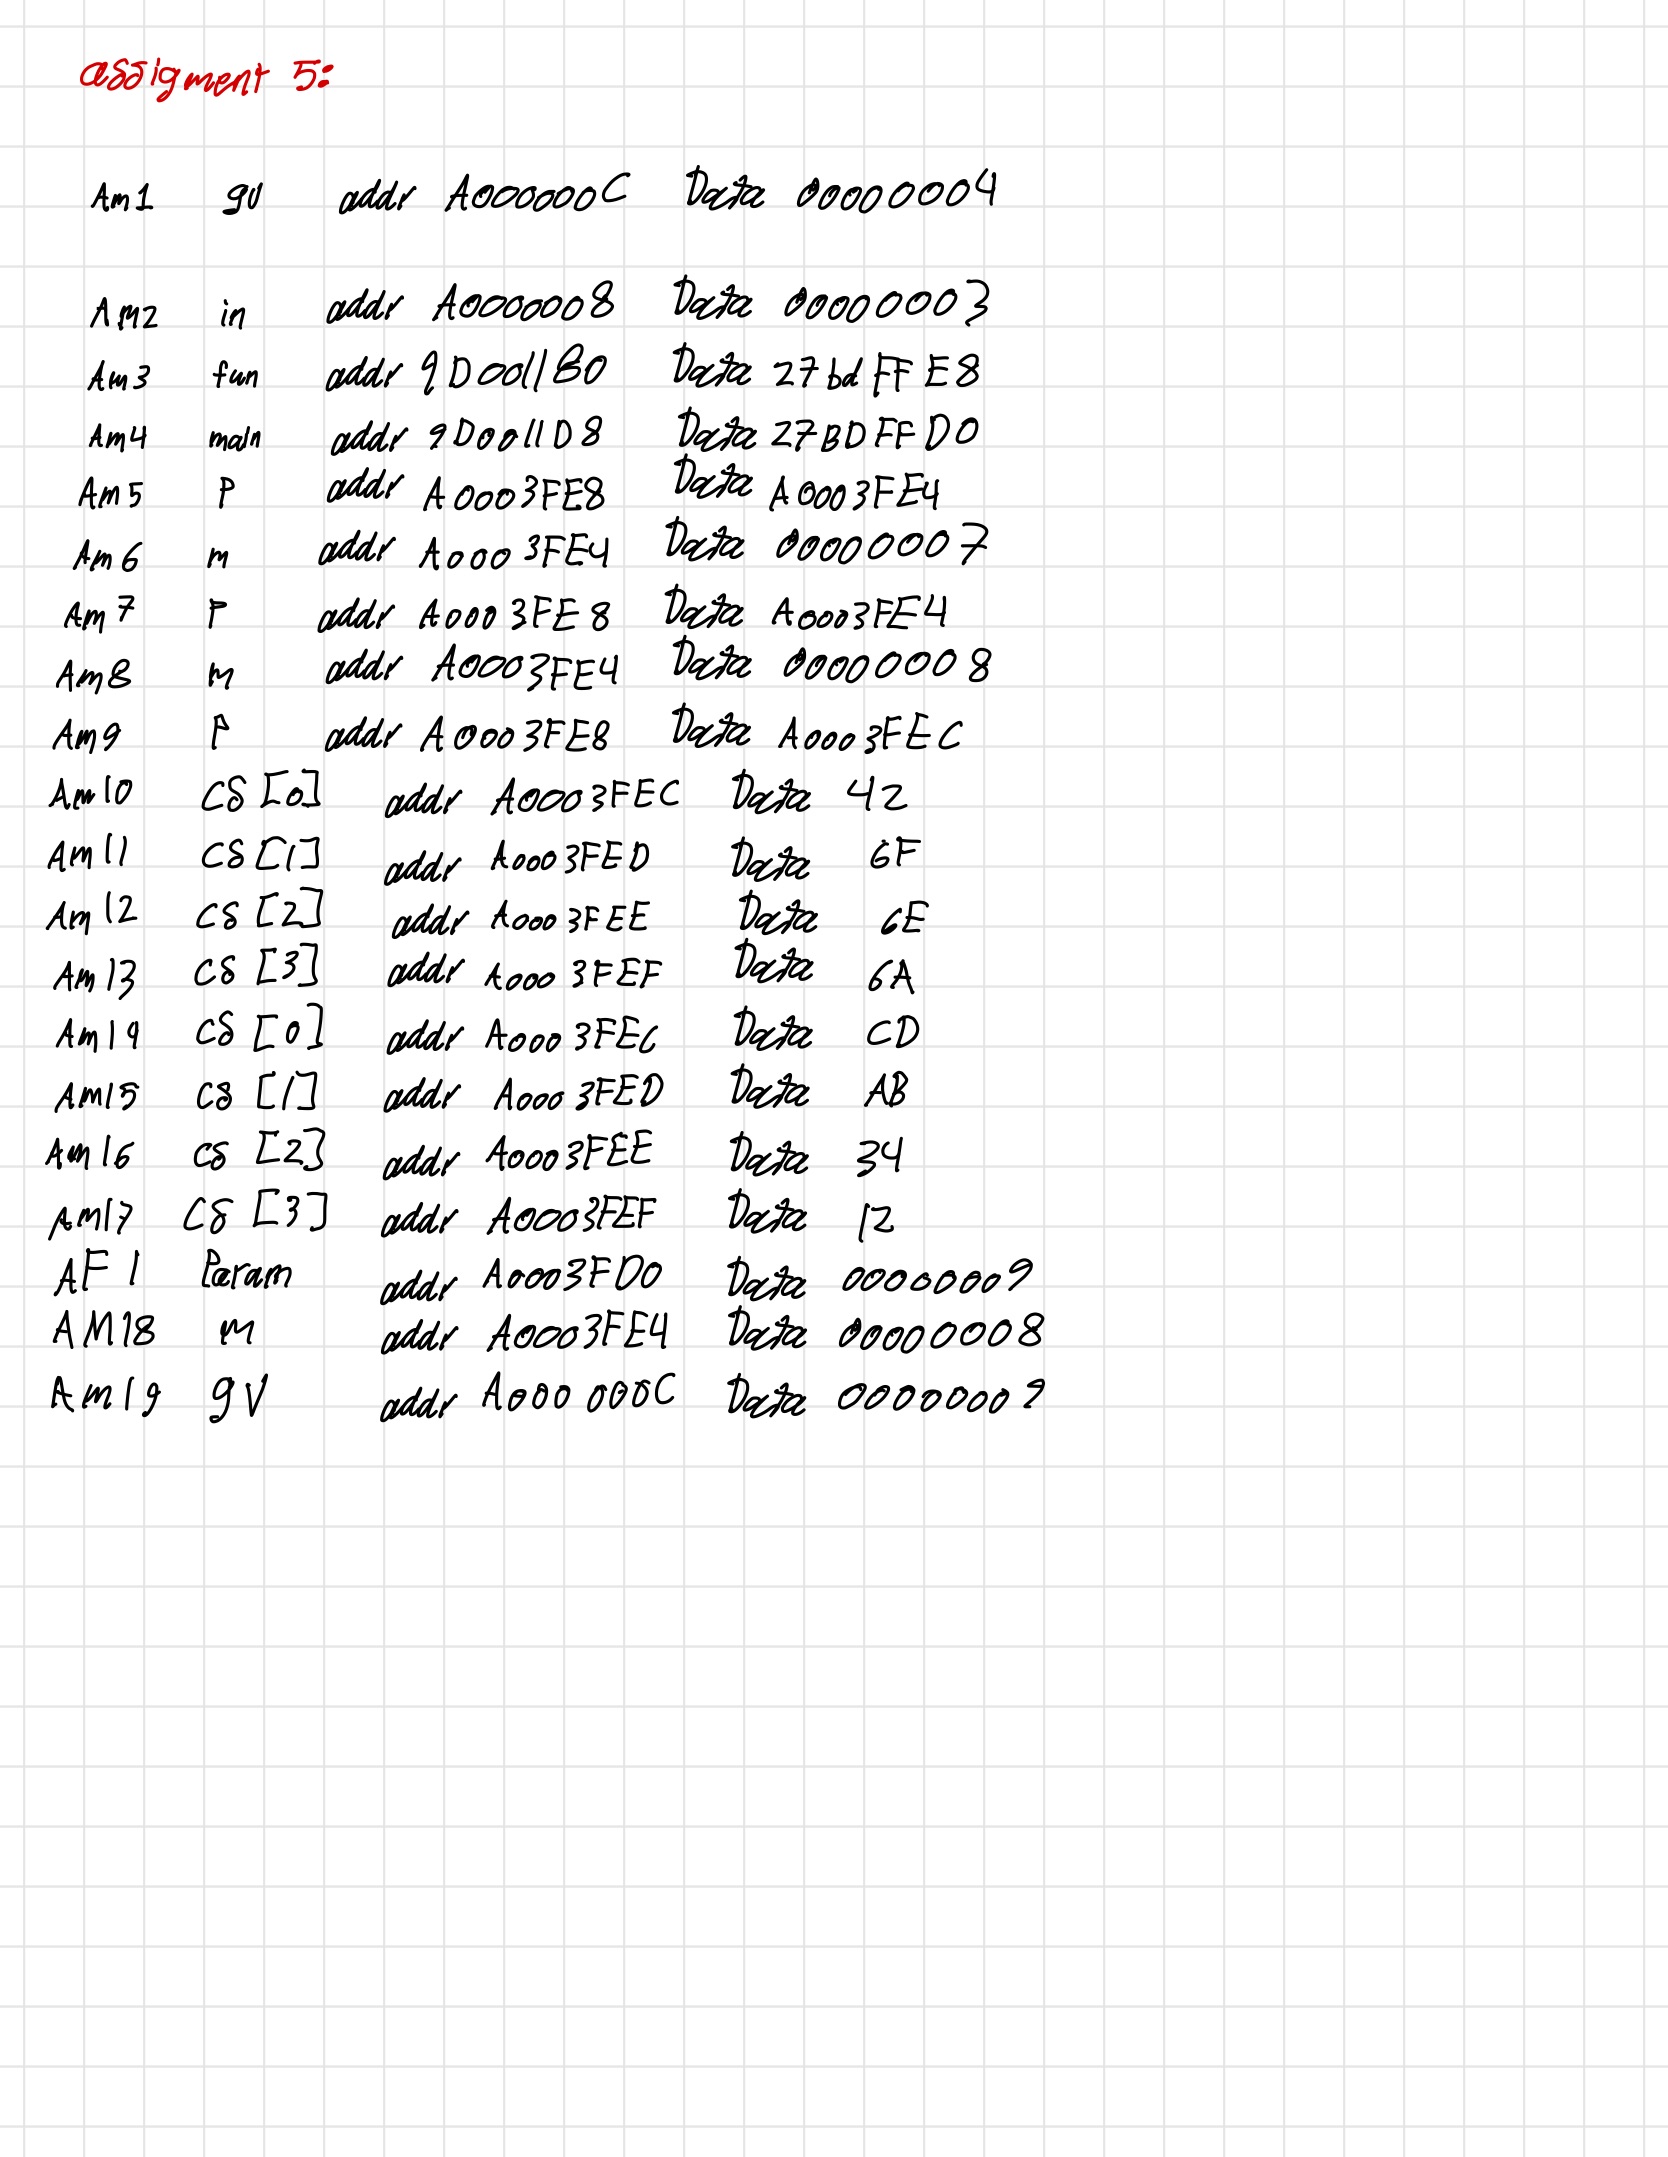 assigment 5:
Am1 gv addr A000000C Data 00000004
Am2 in addr A0000008 Data 00000003
Am3 fun addr 9D0011B0 Data 27bdFFE8
Am4 main addr 9D0011D8 Data 27BDFFD0
Am5 P addr A0003FE8 Data A0003FE4
Am6 m addr A0003FE4 Data 00000007
Am7 P addr A0003FE8 Data A0003FE4
Am8 m addr A0003FE4 Data 00000008
Am9 P addr A0003FE8 Data A0003FEC
Am10 CS[0] addr A0003FEC Data 42
Am11 CS[1] addr A0003FED Data 6F
Am12 CS[2] addr A0003FEE Data 6E
Am13 CS[3] addr A0003FEF Data 6A
Am14 CS[0] addr A0003FEC Data CD
Am15 CS[1] addr A0003FED Data AB
Am16 CS[2] addr A0003FEE Data 34
Am17 CS[3] addr A0003FEF Data 12
AF1 Param addr A0003FD0 Data 00000009
AM18 m addr A0003FE4 Data 00000008
Am19 gV addr A000000C Data 00000009